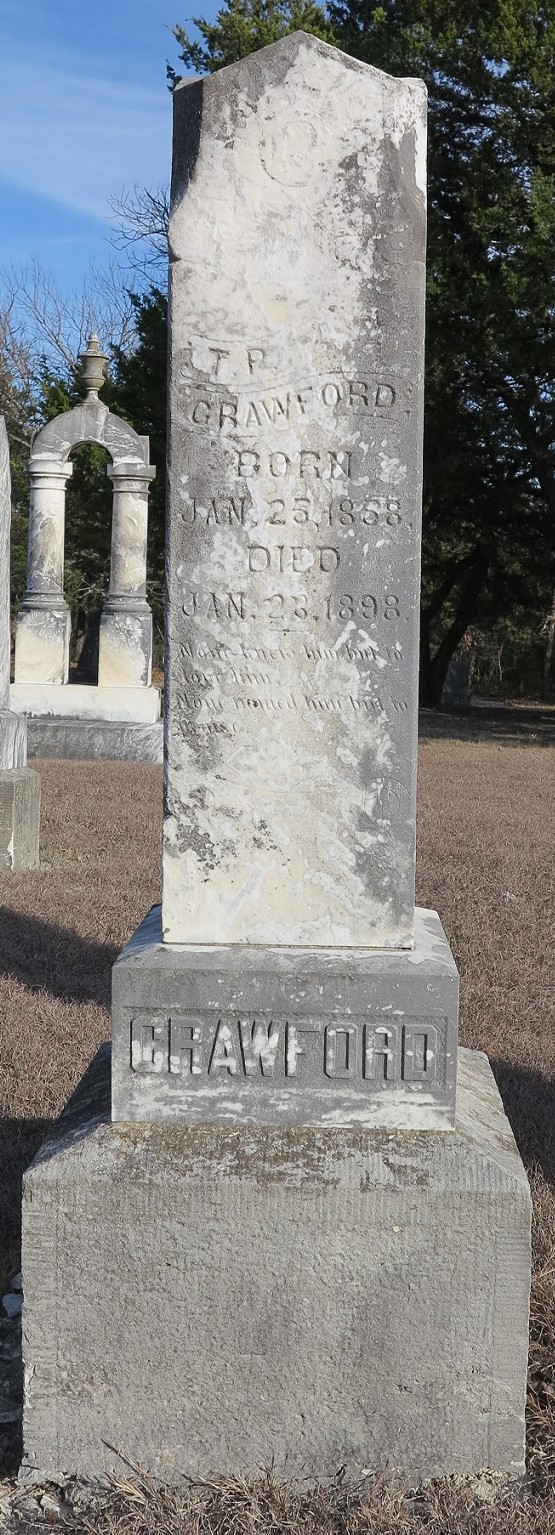 C
T. P.
CRAWFORD
BORN
JAN. 25, 1868.
DIED
JAN. 28, 1898.
None knew him but to
love him.
None named him but to
praise
CRAWFORD